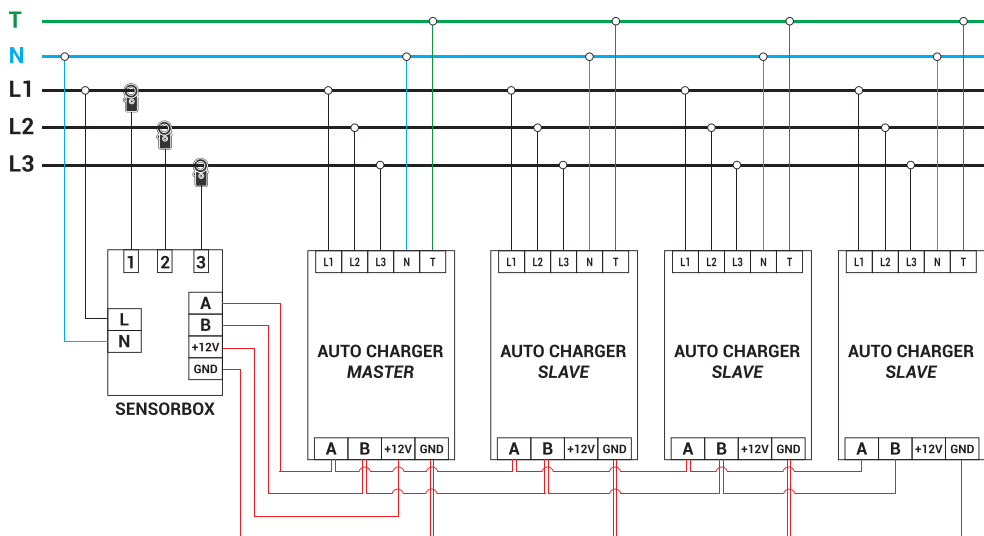 T
N
L1
L2
L3
1 2 3
L1 L2 L3 N T
L1 L2 L3 N T
L1 L2 L3 N T
L1 L2 L3 N T
A
B
+12V
GND
L
N
SENSORBOX
AUTO CHARGER
MASTER
AUTO CHARGER
SLAVE
AUTO CHARGER
SLAVE
AUTO CHARGER
SLAVE
A B +12V GND
A B +12V GND
A B +12V GND
A B +12V GND